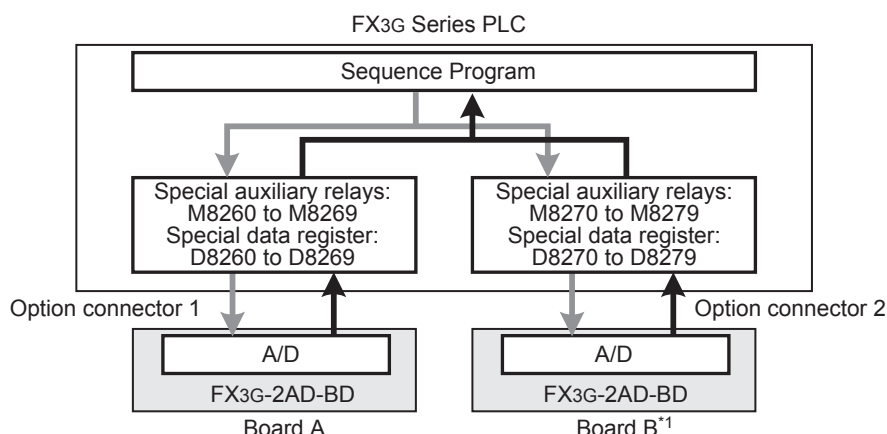 FX3G Series PLC
Sequence Program
Special auxiliary relays:
M8260 to M8269
Special data register:
D8260 to D8269
Special auxiliary relays:
M8270 to M8279
Special data register:
D8270 to D8279
Option connector 1
Option connector 2
A/D
FX3G-2AD-BD
Board A
A/D
FX3G-2AD-BD
Board B*1